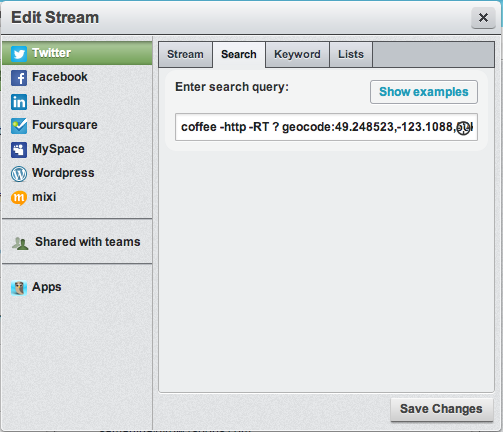 Edit Stream
Twitter
Facebook
LinkedIn
Foursquare
MySpace
Wordpress
mixi
Shared with teams
Apps
Stream Search Keyword Lists
Enter search query:
Show examples
coffee -http -RT ? geocode:49.248523,-123.1088,
Save Changes